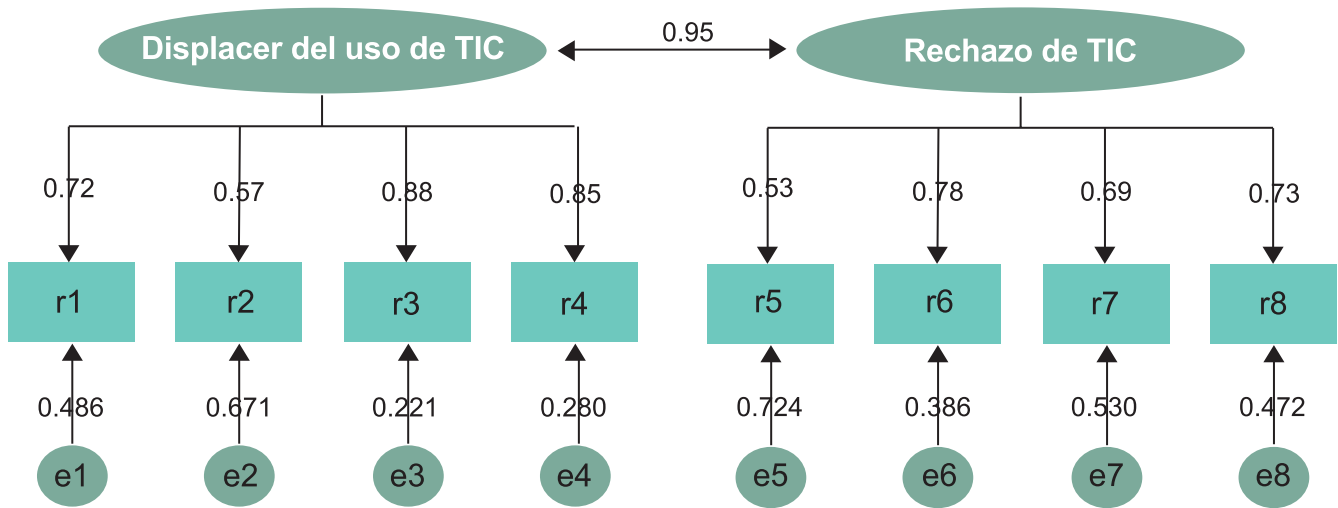 Displacer del uso de TIC
0.95
Rechazo de TIC
0.72
0.57
0.88
0.85
0.53
0.78
0.69
0.73
r1
r2
r3
r4
r5
r6
r7
r8
0.486
0.671
0.221
0.280
0.724
0.386
0.530
0.472
e1
e2
e3
e4
e5
e6
e7
e8